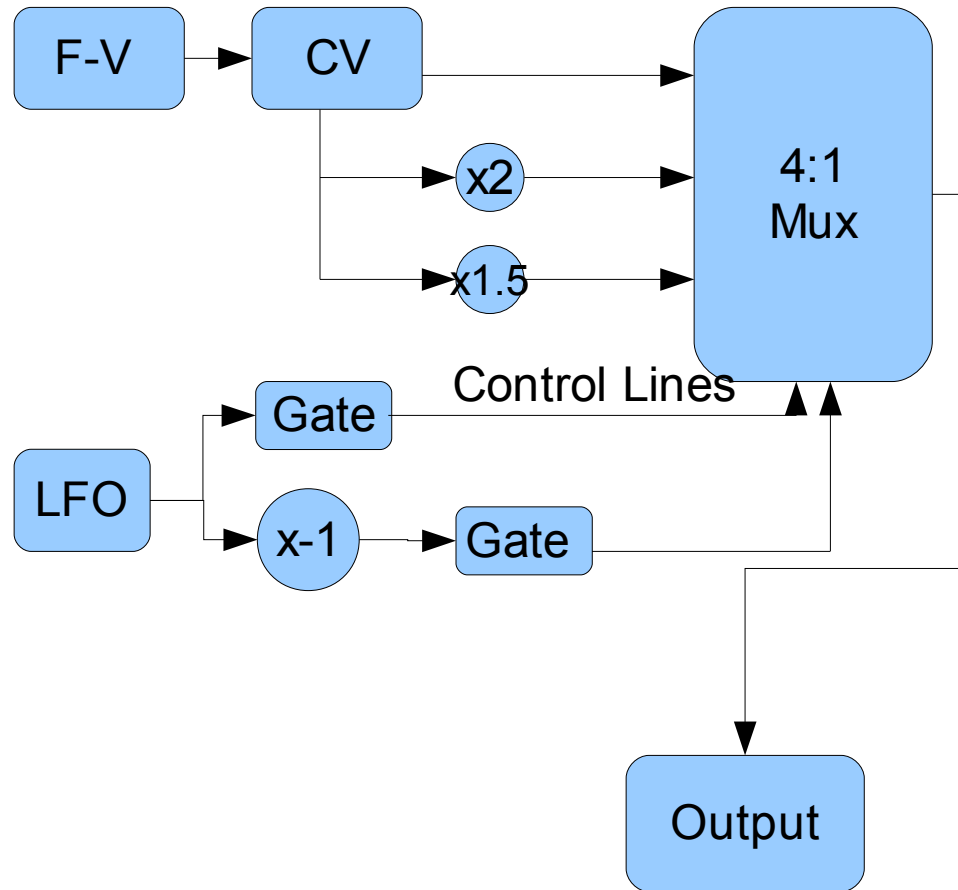 F-V
CV
4:1
Mux
x2
x1.5
Control Lines
Gate
LFO
x-1
Gate
Output